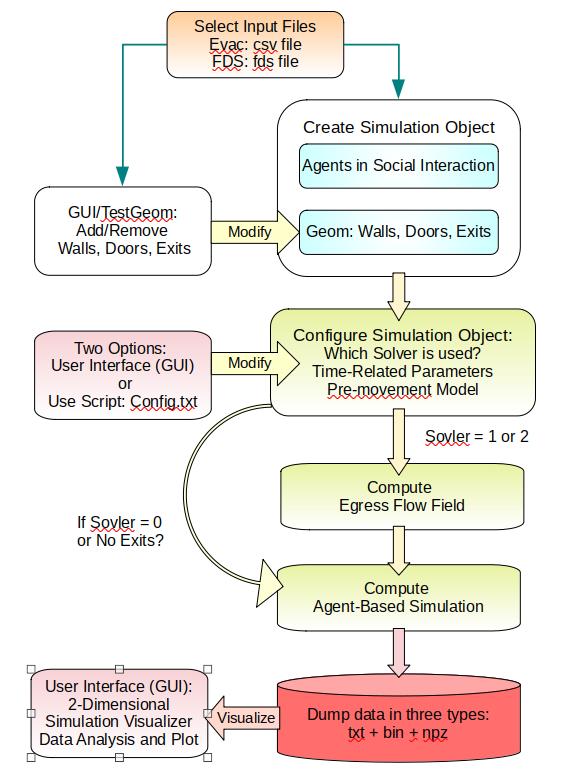 Select Input Files
Evac: csv file
FDS: fds file
Create Simulation Object
Agents in Social Interaction
GUI/TestGeom:
Add/Remove
Walls, Doors, Exits
Modify
Geom: Walls, Doors, Exits
Two Options:
User Interface (GUI)
or
Use Script: Config.txt
Modify
Configure Simulation Object:
Which Solver is used?
Time-Related Parameters
Pre-movement Model
Sovler = 1 or 2
Compute
Egress Flow Field
If Sovler = 0
or No Exits?
Compute
Agent-Based Simulation
User Interface (GUI):
2-Dimensional
Simulation Visualizer
Data Analysis and Plot
Visualize
Dump data in three types:
txt + bin + npz